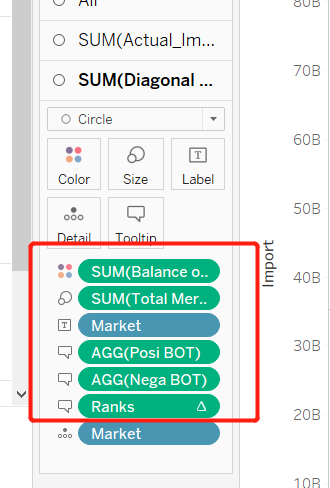 All
80B
SUM(Actual_Im...
SUM(Diagonal ...
70B
Circle
60B
Color
Size
Label
50B
Detail
Tooltip
Import
SUM(Balance o..
40B
SUM(Total Mer..
Market
AGG(Posi BOT)
30B
AGG(Nega BOT)
Ranks Δ
20B
Market
10B